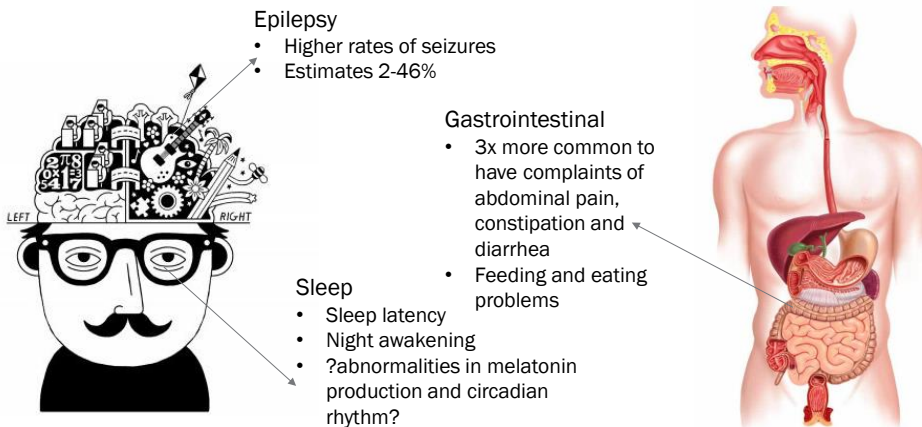 Epilepsy
• Higher rates of seizures
• Estimates 2-46%
Gastrointestinal
• 3x more common to
have complaints of
abdominal pain,
constipation and
diarrhea
• Feeding and eating
problems
LEFT
RIGHT
Sleep
• Sleep latency
• Night awakening
• ?abnormalities in melatonin
production and circadian
rhythm?